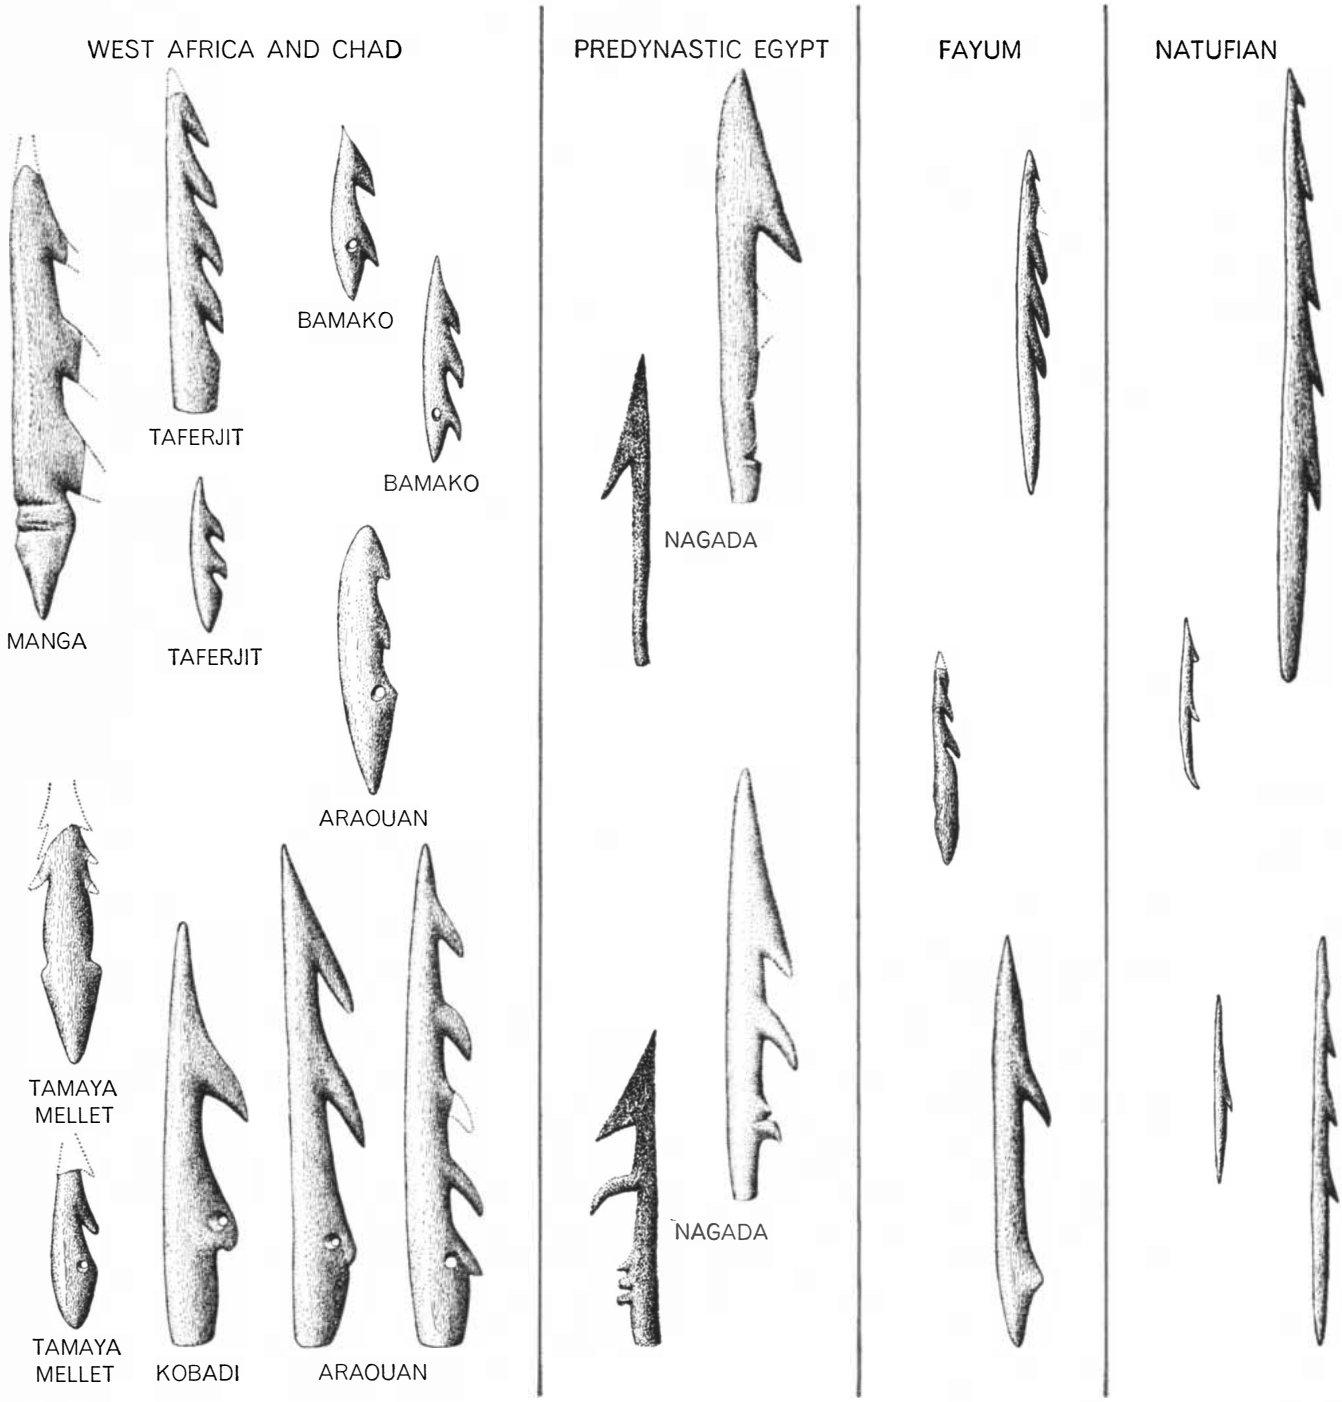 WEST AFRICA AND CHAD
PREDYNASTIC EGYPT
FAYUM
NATUFIAN
BAMAKO
TAFERJIT
BAMAKO
NAGADA
MANGA
TAFERJIT
ARAOUAN
TAMAYA
MELLET
NAGADA
TAMAYA
MELLET
KOBADI
ARAOUAN